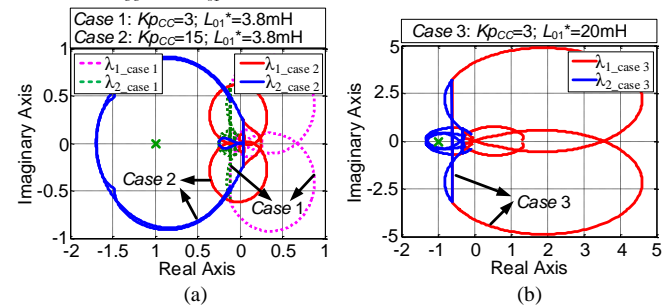 Case 1: KpCC=3; L01*=3.8mH
Case 2: KpCC=15; L01*=3.8mH
λ1_case 1
λ1_case 2
λ2_case 1
λ2_case 2
1
0.5
0
-0.5
-1
Imaginary Axis
Case 2
Case 1
-2
-1.5
-1
-0.5
0
0.5
1
Real Axis
(a)
Case 3: KpCC=3; L01*=20mH
λ1_case 3
λ2_case 3
5
2.5
0
-2.5
-5
Imaginary Axis
Case 3
-2
-1
0
1
2
3
4
5
Real Axis
(b)